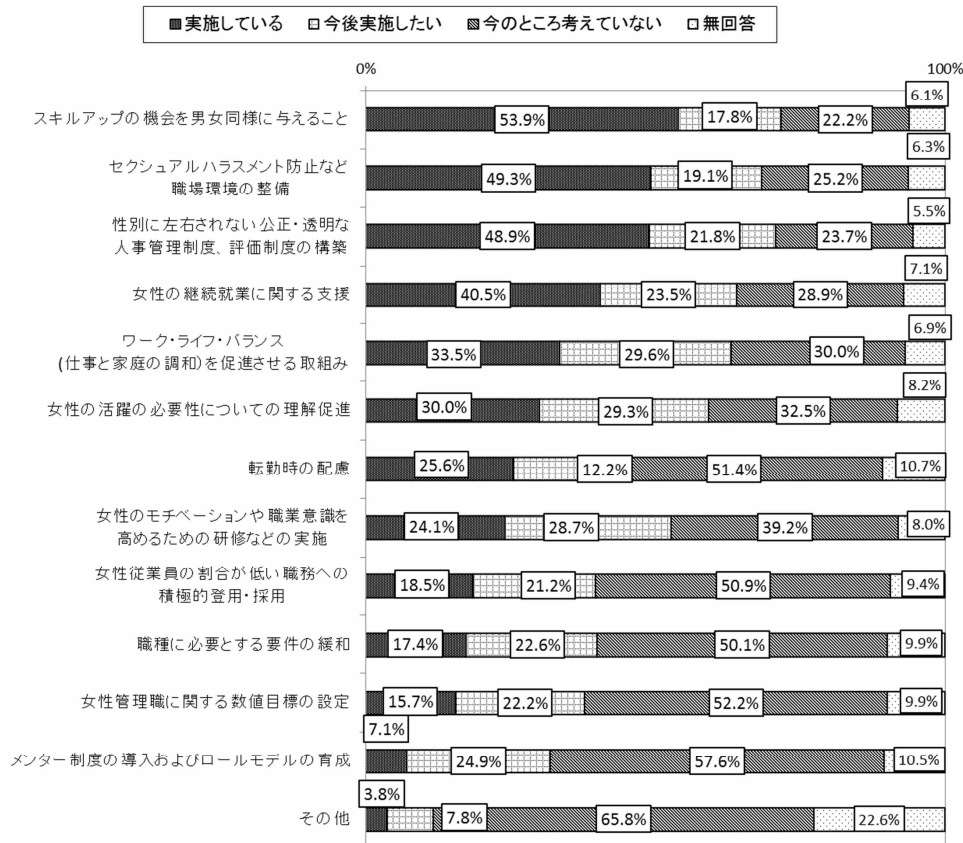 実施している 今後実施したい 今のところ考えていない 無回答
0% 100%
スキルアップの機会を男女同様に与えること 53.9% 17.8% 22.2% 6.1%
セクシュアルハラスメント防止など
職場環境の整備 49.3% 19.1% 25.2% 6.3%
性別に左右されない公正・透明な
人事管理制度、評価制度の構築 48.9% 21.8% 23.7% 5.5%
女性の継続就業に関する支援 40.5% 23.5% 28.9% 7.1%
ワーク・ライフ・バランス
(仕事と家庭の調和)を促進させる取組み 33.5% 29.6% 30.0% 6.9%
女性の活躍の必要性についての理解促進 30.0% 29.3% 32.5% 8.2%
転勤時の配慮 25.6% 12.2% 51.4% 10.7%
女性のモチベーションや職業意識を
高めるための研修などの実施 24.1% 28.7% 39.2% 8.0%
女性従業員の割合が低い職務への
積極的登用・採用 18.5% 21.2% 50.9% 9.4%
職種に必要とする要件の緩和 17.4% 22.6% 50.1% 9.9%
女性管理職に関する数値目標の設定 15.7% 22.2% 52.2% 9.9%
メンター制度の導入およびロールモデルの育成 7.1% 24.9% 57.6% 10.5%
その他 3.8% 7.8% 65.8% 22.6%